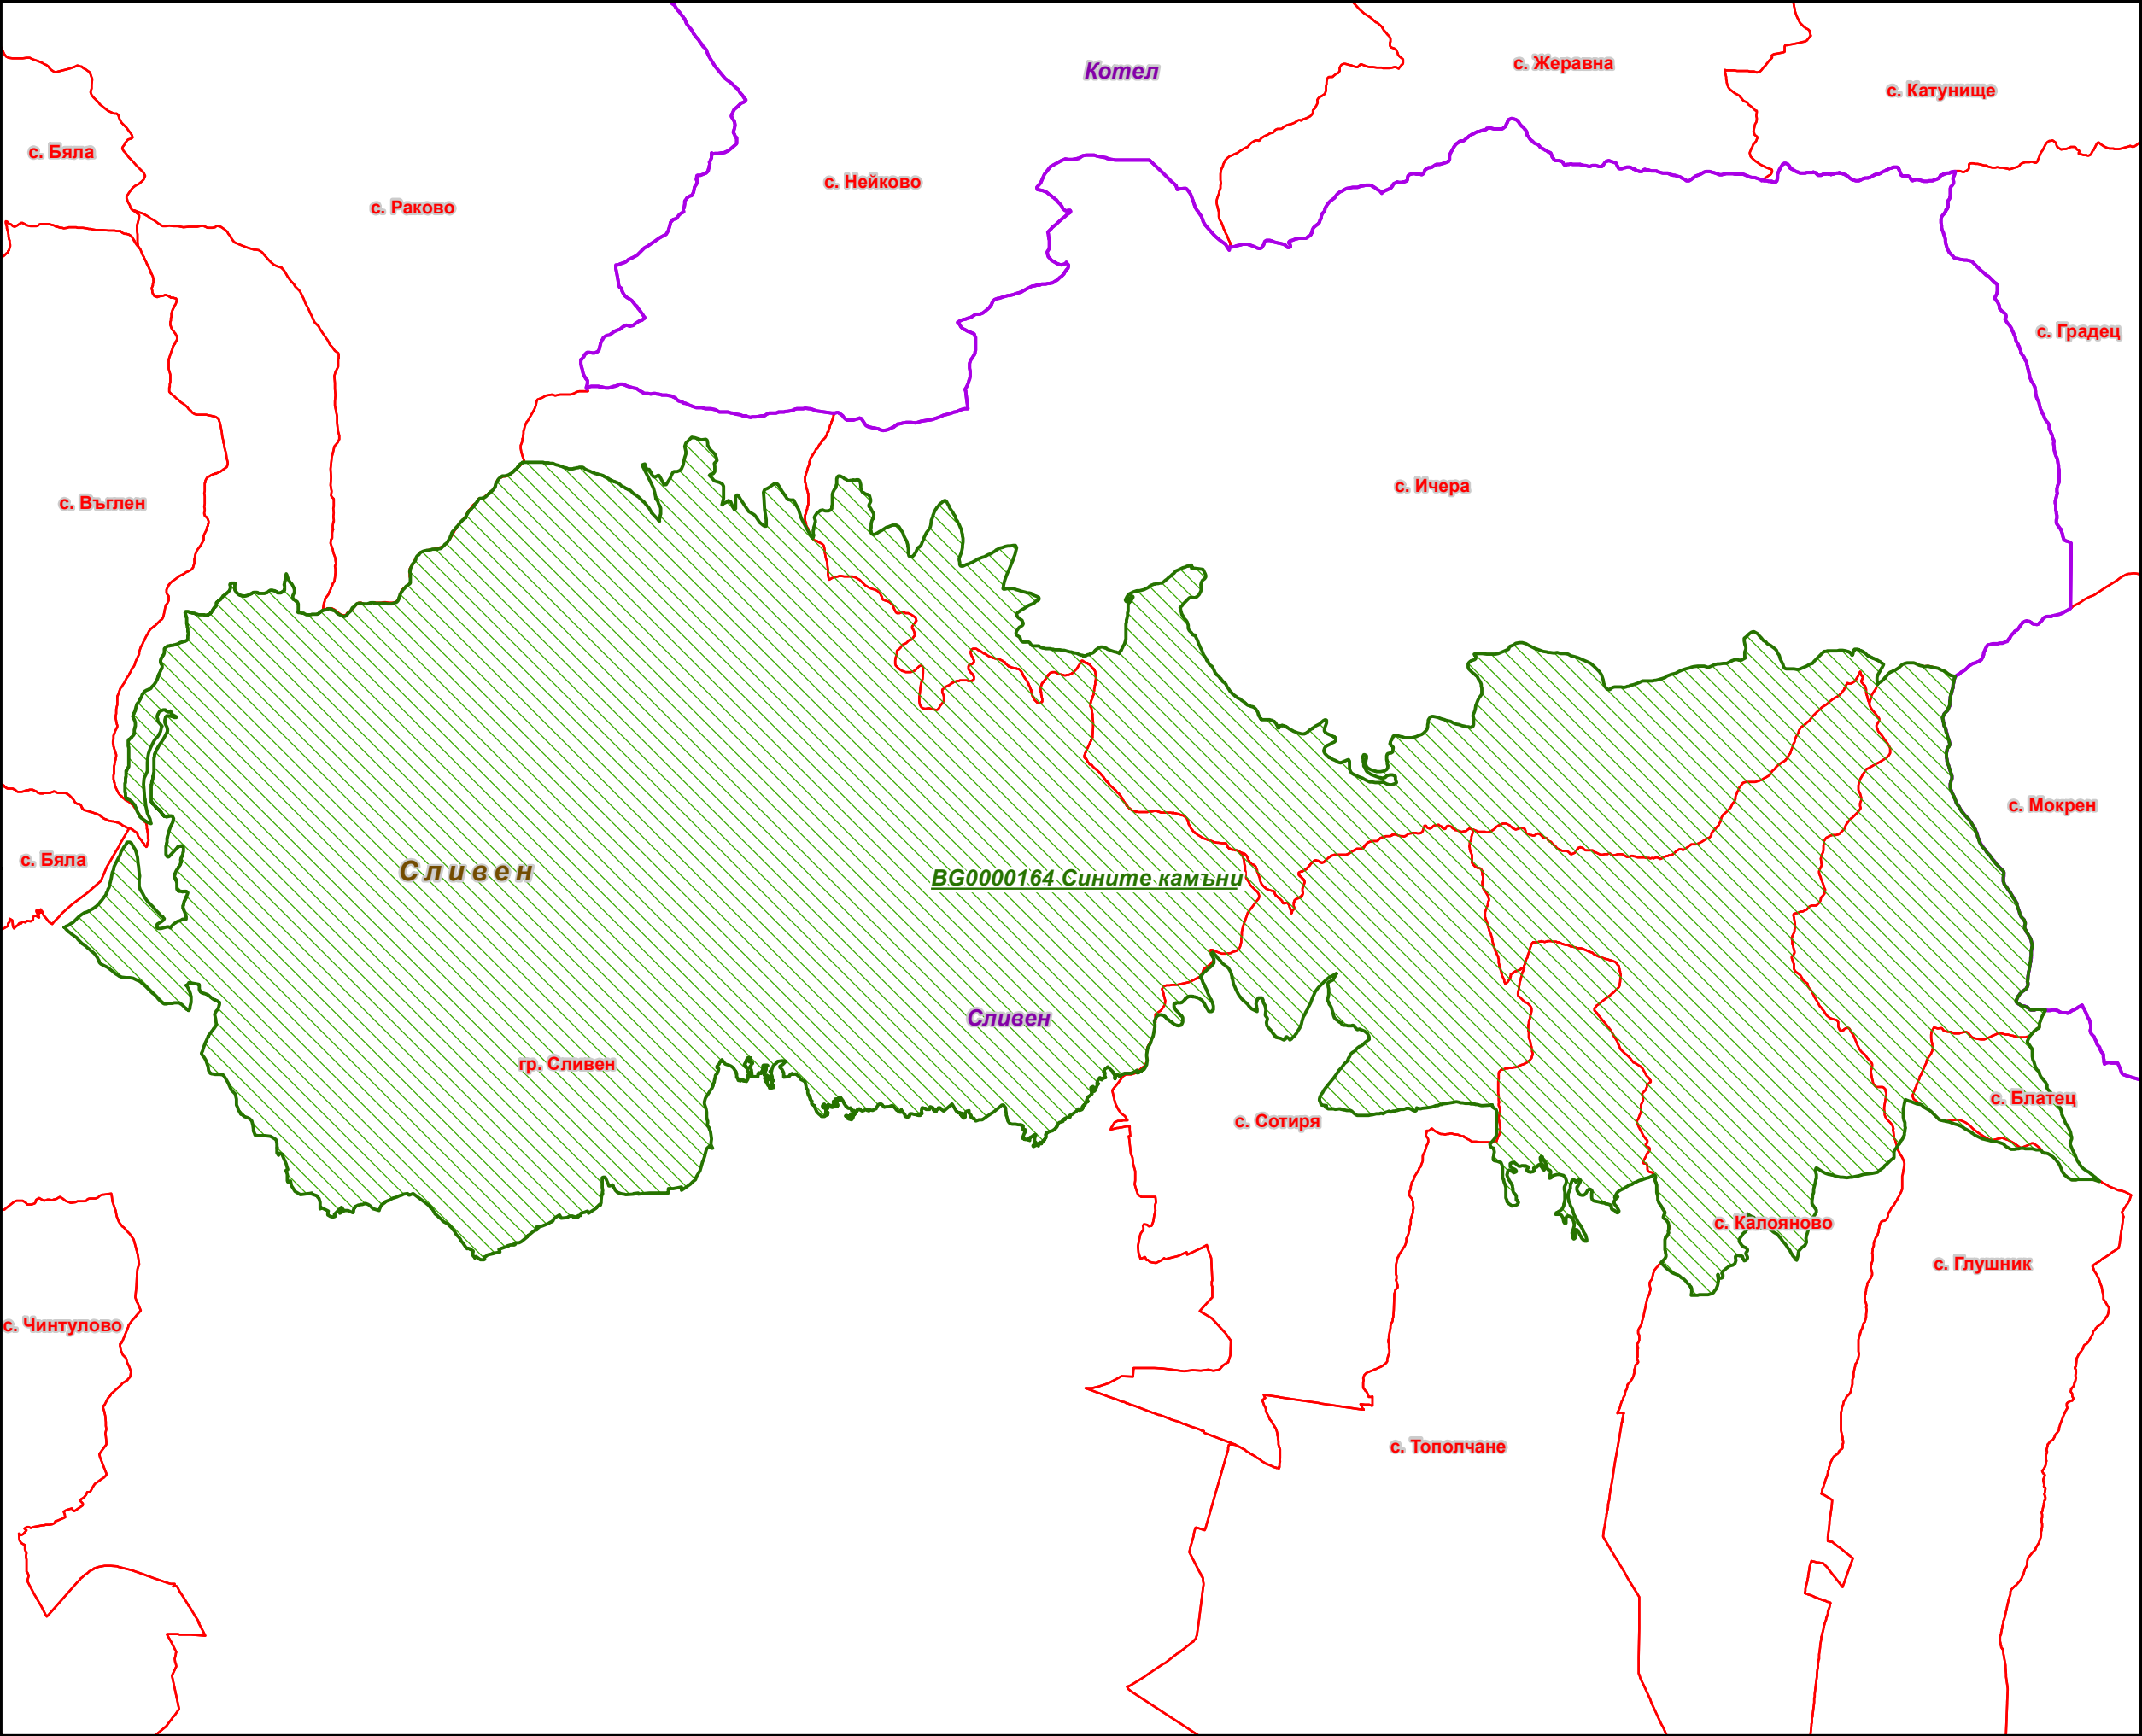 с. Жеравна
Котел
с. Катунище
с. Бяла
с. Нейково
с. Раково
с. Градец
с. Ичера
с. Въглен
с. Мокрен
с. Бяла
Сливен
BG0000164 Сините камъни
Сливен
гр. Сливен
с. Блатец
с. Сотиря
с. Калояново
с. Глушник
с. Чинтулово
с. Тополчане